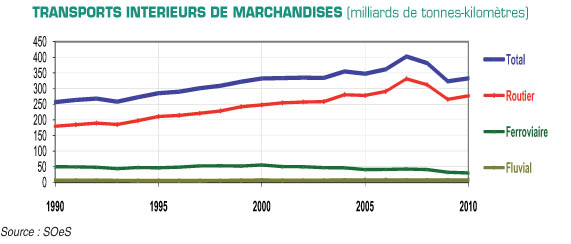 TRANSPORTS INTERIEURS DE MARCHANDISES (milliards de tonnes-kilomètres)
450
400
350
300
250
200
150
100
50
0
1990 1995 2000 2005 2010
Total
Routier
Ferroviaire
Fluvial
Source : SOeS